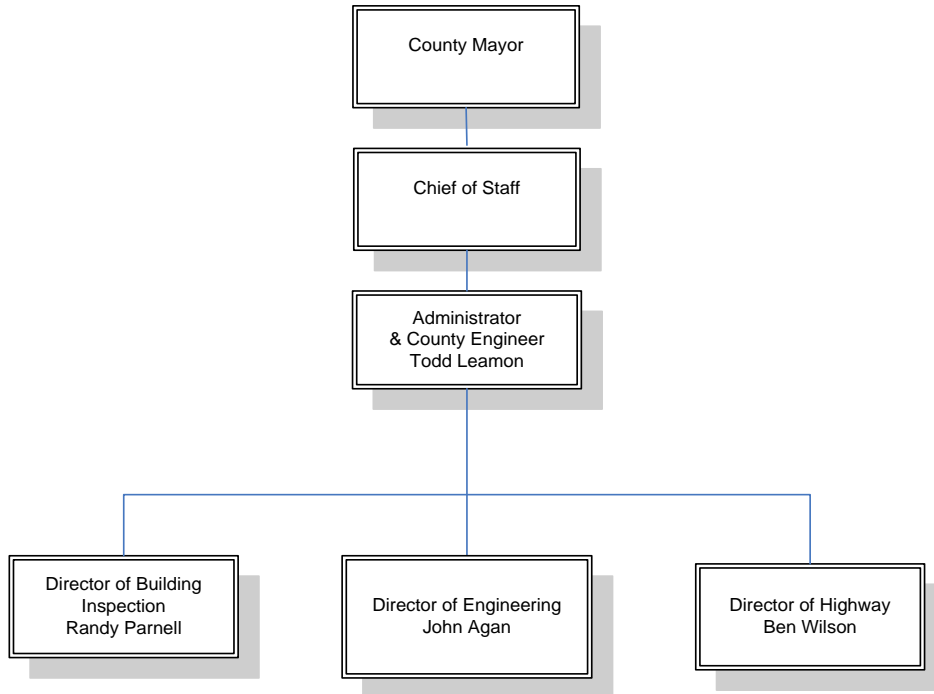 County Mayor
Chief of Staff
Administrator
& County Engineer
Todd Leamon
Director of Building
Inspection
Randy Parnell
Director of Engineering
John Agan
Director of Highway
Ben Wilson